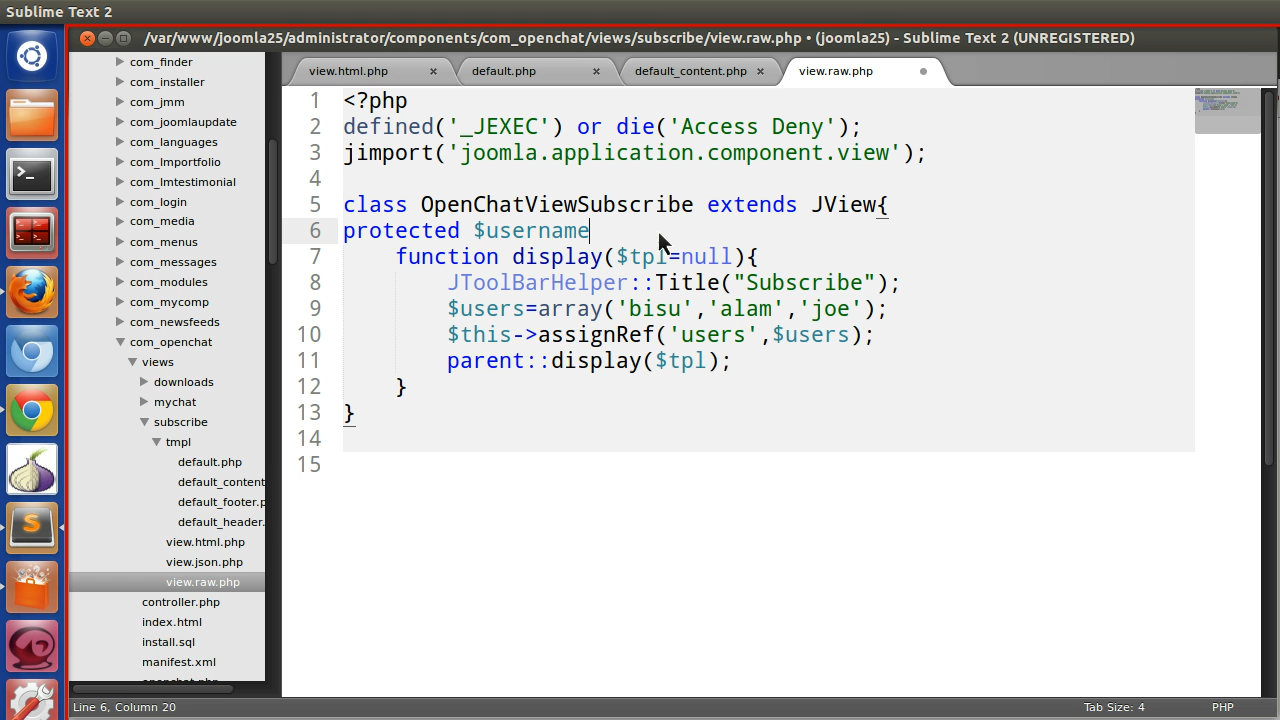 Sublime Text 2
/var/www/joomla25/administrator/components/com_openchat/views/subscribe/view.raw.php • (joomla25) - Sublime Text 2 (UNREGISTERED)
view.html.php × default.php × default_content.php × view.raw.php
com_finder
com_installer
com_jmm
com_joomlaupdate
com_languages
com_lmportfolio
com_lmtestimonial
com_login
com_media
com_menus
com_messages
com_modules
com_mycomp
com_newsfeeds
com_openchat
views
downloads
mychat
subscribe
tmpl
default.php
default_content
default_footer.p
default_header.
view.html.php
view.json.php
view.raw.php
controller.php
index.html
install.sql
manifest.xml
1 <?php
2 defined('_JEXEC') or die('Access Deny');
3 jimport('joomla.application.component.view');
4
5 class OpenChatViewSubscribe extends JView{
6 protected $username
7 function display($tpl=null){
8 JToolBarHelper::Title("Subscribe");
9 $users=array('bisu','alam','joe');
10 $this->assignRef('users',$users);
11 parent::display($tpl);
12 }
13 }
14
15
Line 6, Column 20
Tab Size: 4
PHP